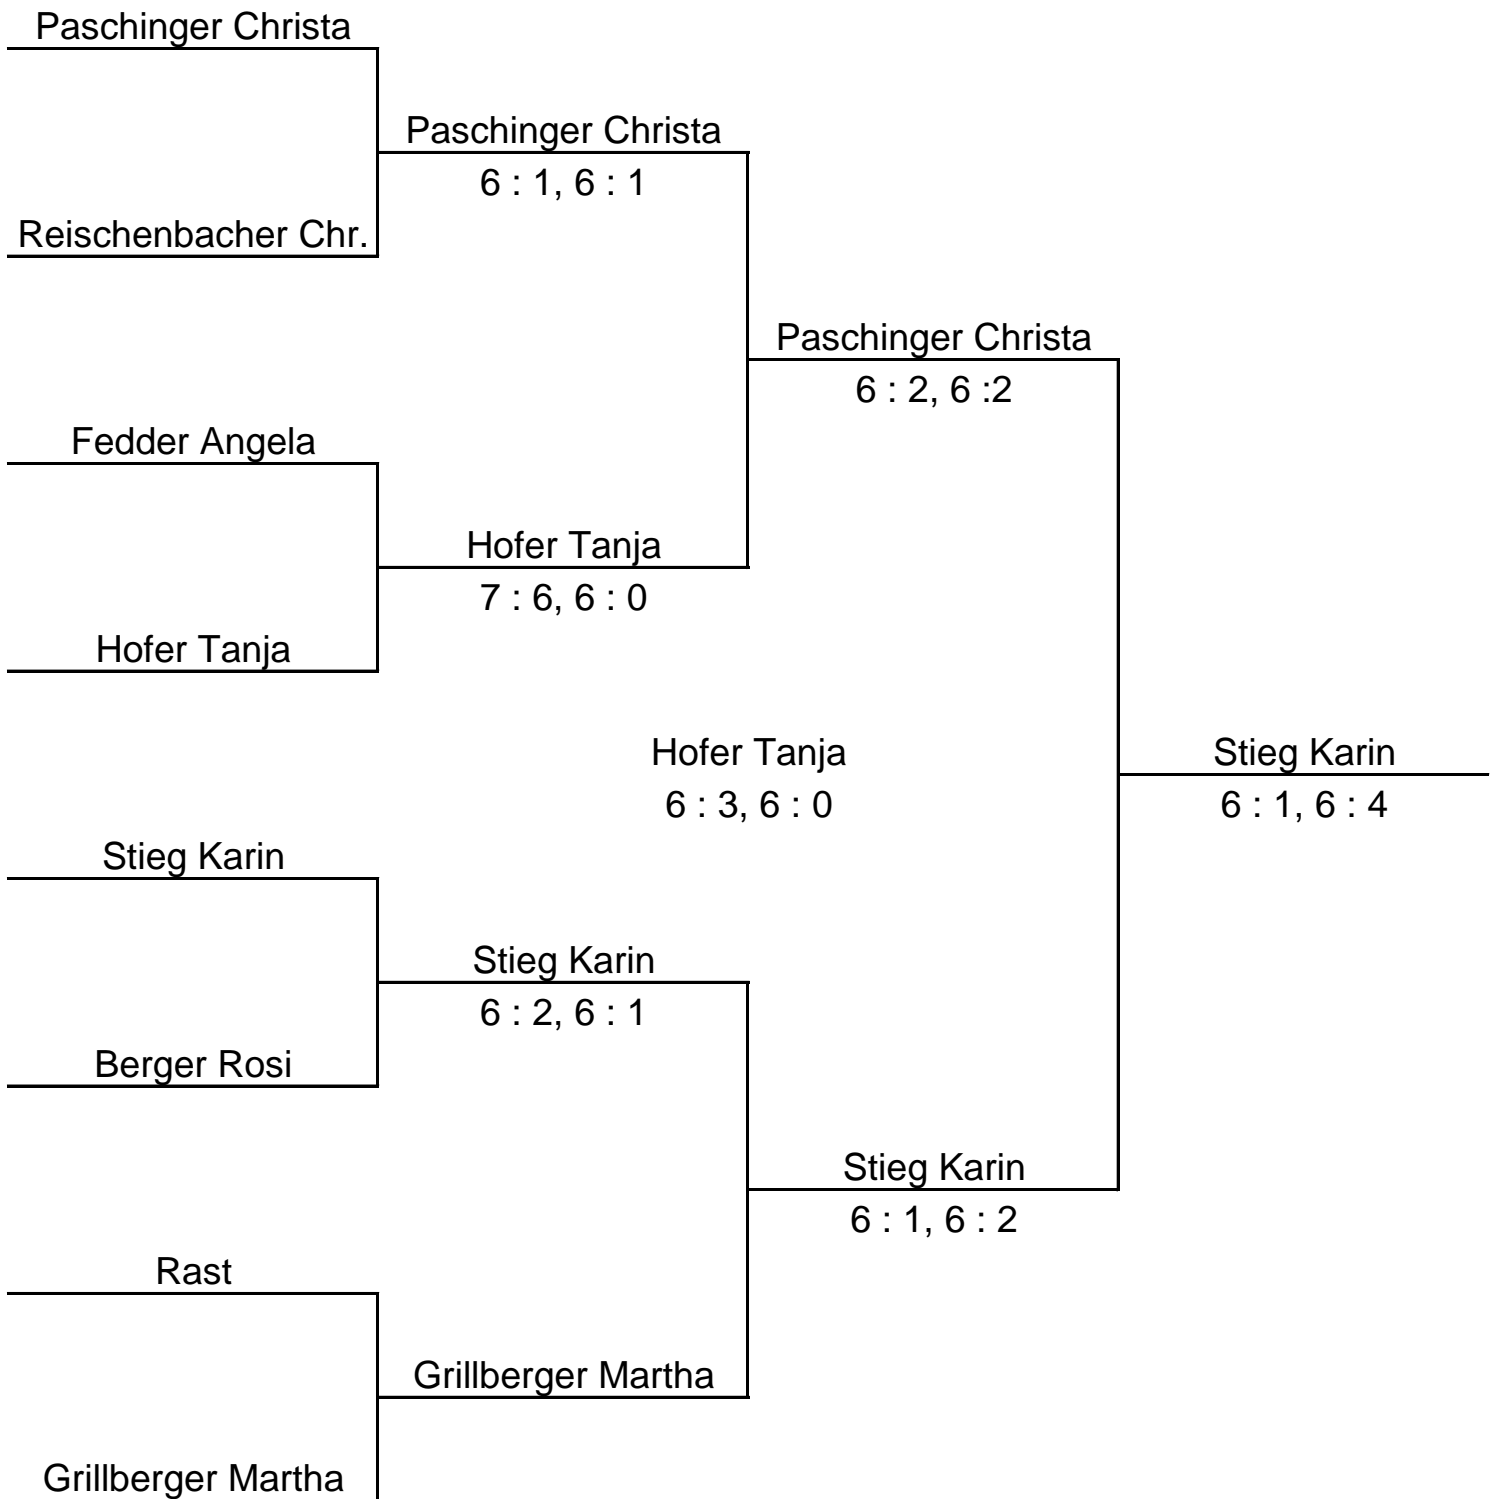 Paschinger Christa
Paschinger Christa
6 : 1, 6 : 1
Reischenbacher Chr.
Paschinger Christa
6 : 2, 6 :2
Fedder Angela
Hofer Tanja
7 : 6, 6 : 0
Hofer Tanja
Hofer Tanja
6 : 3, 6 : 0
Stieg Karin
6 : 1, 6 : 4
Stieg Karin
Stieg Karin
6 : 2, 6 : 1
Berger Rosi
Stieg Karin
6 : 1, 6 : 2
Rast
Grillberger Martha
Grillberger Martha